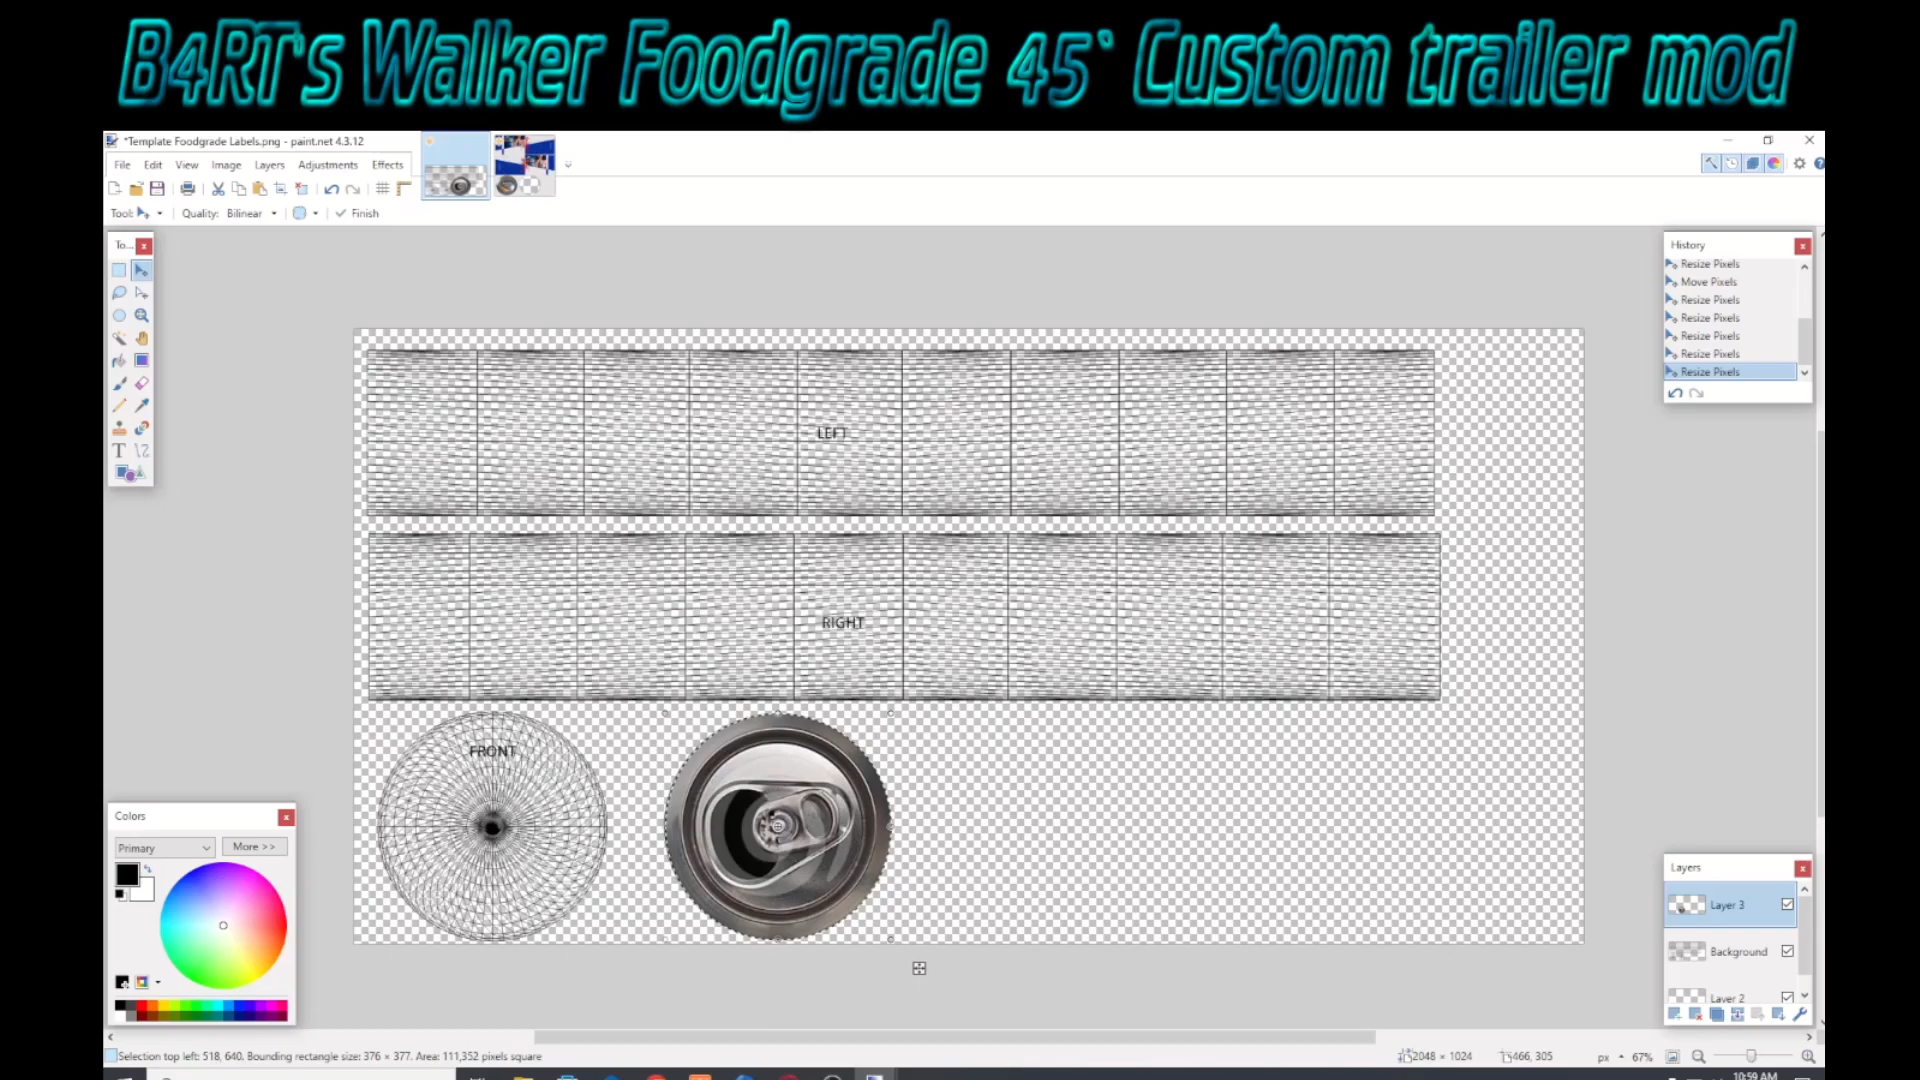 B4RT's Walker Foodgrade 45` Custom trailer mod
*Template Foodgrade Labels.png - paint.net 4.3.12
File Edit View Image Layers Adjustments Effects
Tool: Quality: Bilinear Finish
To...
History
Resize Pixels
Move Pixels
Resize Pixels
Resize Pixels
Resize Pixels
Resize Pixels
Resize Pixels
LEFT
RIGHT
FRONT
Colors
Primary More >>
Layers
Layer 3
Background
Layer 2
Selection top left: 518, 640. Bounding rectangle size: 376 × 377. Area: 111,352 pixels square
2048 × 1024 466, 305 px 67%
10:59 AM